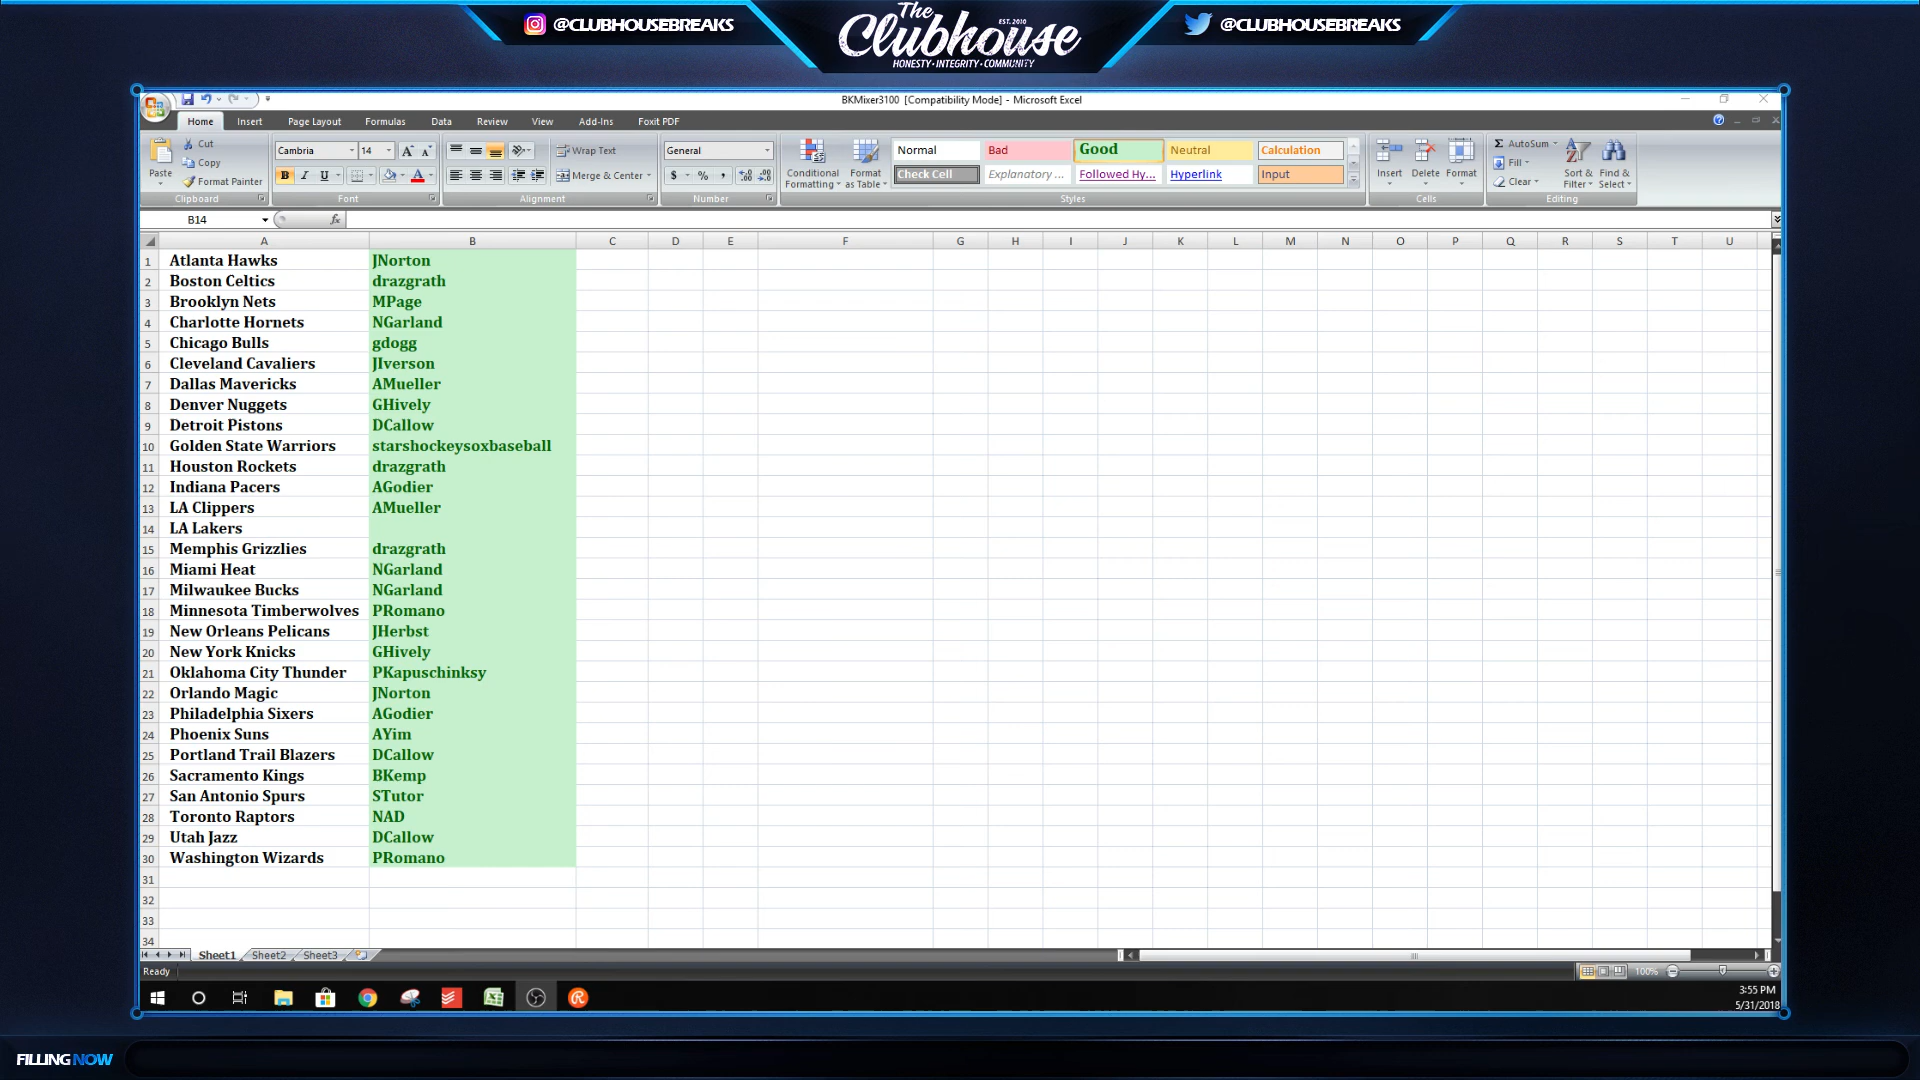 @CLUBHOUSEBREAKS
The
EST. 2010
Clubhouse
HONESTY • INTEGRITY • COMMUNITY
@CLUBHOUSEBREAKS
BKMixer3100 [Compatibility Mode] - Microsoft Excel
Home Insert Page Layout Formulas Data Review View Add-Ins Foxit PDF
Paste
Cut
Copy
Format Painter
Clipboard
Cambria 14
B I U
Font
Wrap Text
Merge & Center
Alignment
General
$ % ,
Number
Conditional Formatting
Format as Table
Normal Bad Good Neutral Calculation
Check Cell Explanatory ... Followed Hy... Hyperlink Input
Styles
Insert Delete Format
Cells
Σ AutoSum
Fill
Clear
Sort & Filter
Find & Select
Editing
B14 fx
A B C D E F G H I J K L M N O P Q R S T U
1 Atlanta Hawks JNorton
2 Boston Celtics drazgrath
3 Brooklyn Nets MPage
4 Charlotte Hornets NGarland
5 Chicago Bulls gdogg
6 Cleveland Cavaliers JIverson
7 Dallas Mavericks AMueller
8 Denver Nuggets GHively
9 Detroit Pistons DCallow
10 Golden State Warriors starshockeysoxbaseball
11 Houston Rockets drazgrath
12 Indiana Pacers AGodier
13 LA Clippers AMueller
14 LA Lakers
15 Memphis Grizzlies drazgrath
16 Miami Heat NGarland
17 Milwaukee Bucks NGarland
18 Minnesota Timberwolves PRomano
19 New Orleans Pelicans JHerbst
20 New York Knicks GHively
21 Oklahoma City Thunder PKapuschinksy
22 Orlando Magic JNorton
23 Philadelphia Sixers AGodier
24 Phoenix Suns AYim
25 Portland Trail Blazers DCallow
26 Sacramento Kings BKemp
27 San Antonio Spurs STutor
28 Toronto Raptors NAD
29 Utah Jazz DCallow
30 Washington Wizards PRomano
31
32
33
34
Sheet1 Sheet2 Sheet3
Ready 100%
3:55 PM
5/31/2018
FILLING NOW